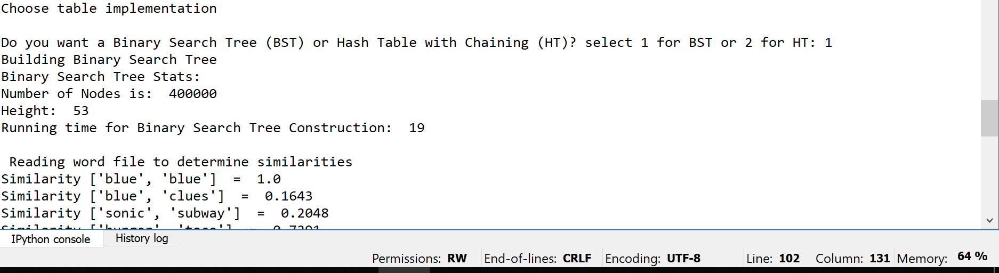 Choose table implementation
Do you want a Binary Search Tree (BST) or Hash Table with Chaining (HT)? select 1 for BST or 2 for HT: 1
Building Binary Search Tree
Binary Search Tree Stats:
Number of Nodes is:  400000
Height:  53
Running time for Binary Search Tree Construction:  19
Reading word file to determine similarities
Similarity ['blue', 'blue']  =  1.0
Similarity ['blue', 'clues']  =  0.1643
Similarity ['sonic', 'subway']  =  0.2048
Similarity
IPython console History log
Permissions: RW End-of-lines: CRLF Encoding: UTF-8 Line: 102 Column: 131 Memory: 64 %